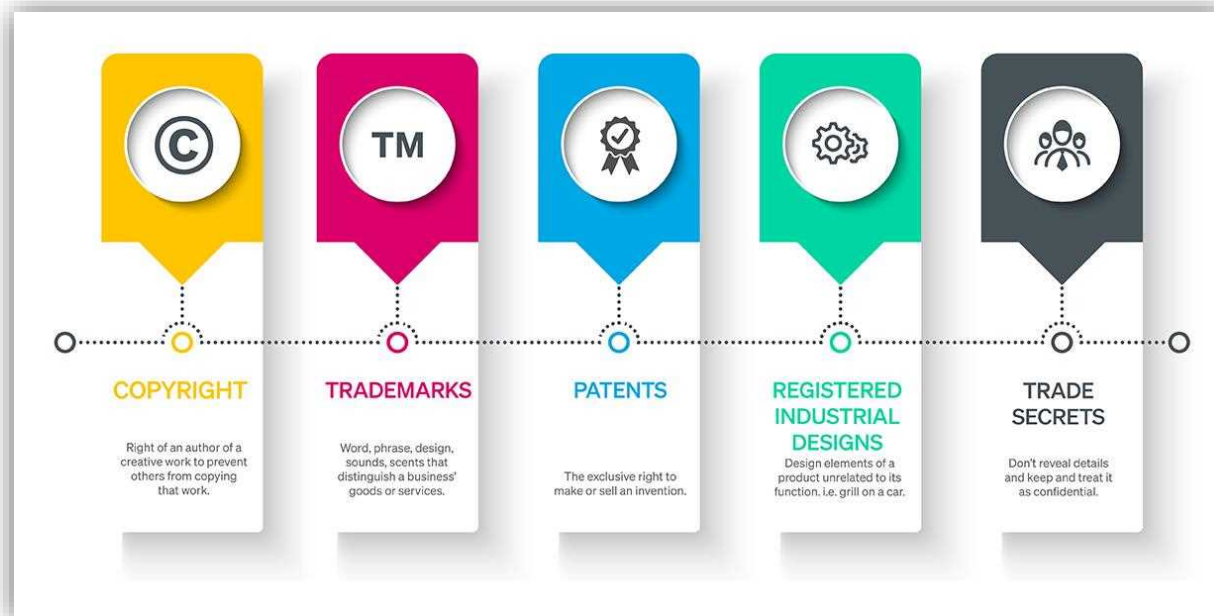 ©
TM
COPYRIGHT
Right of an author of a
creative work to prevent
others from copying
that work.
TRADEMARKS
Word, phrase, design,
sounds, scents that
distinguish a business'
goods or services.
PATENTS
The exclusive right to
make or sell an invention.
REGISTERED
INDUSTRIAL
DESIGNS
Design elements of a
product unrelated to its
function. i.e. grill on a car.
TRADE
SECRETS
Don't reveal details
and keep and treat it
as confidential.